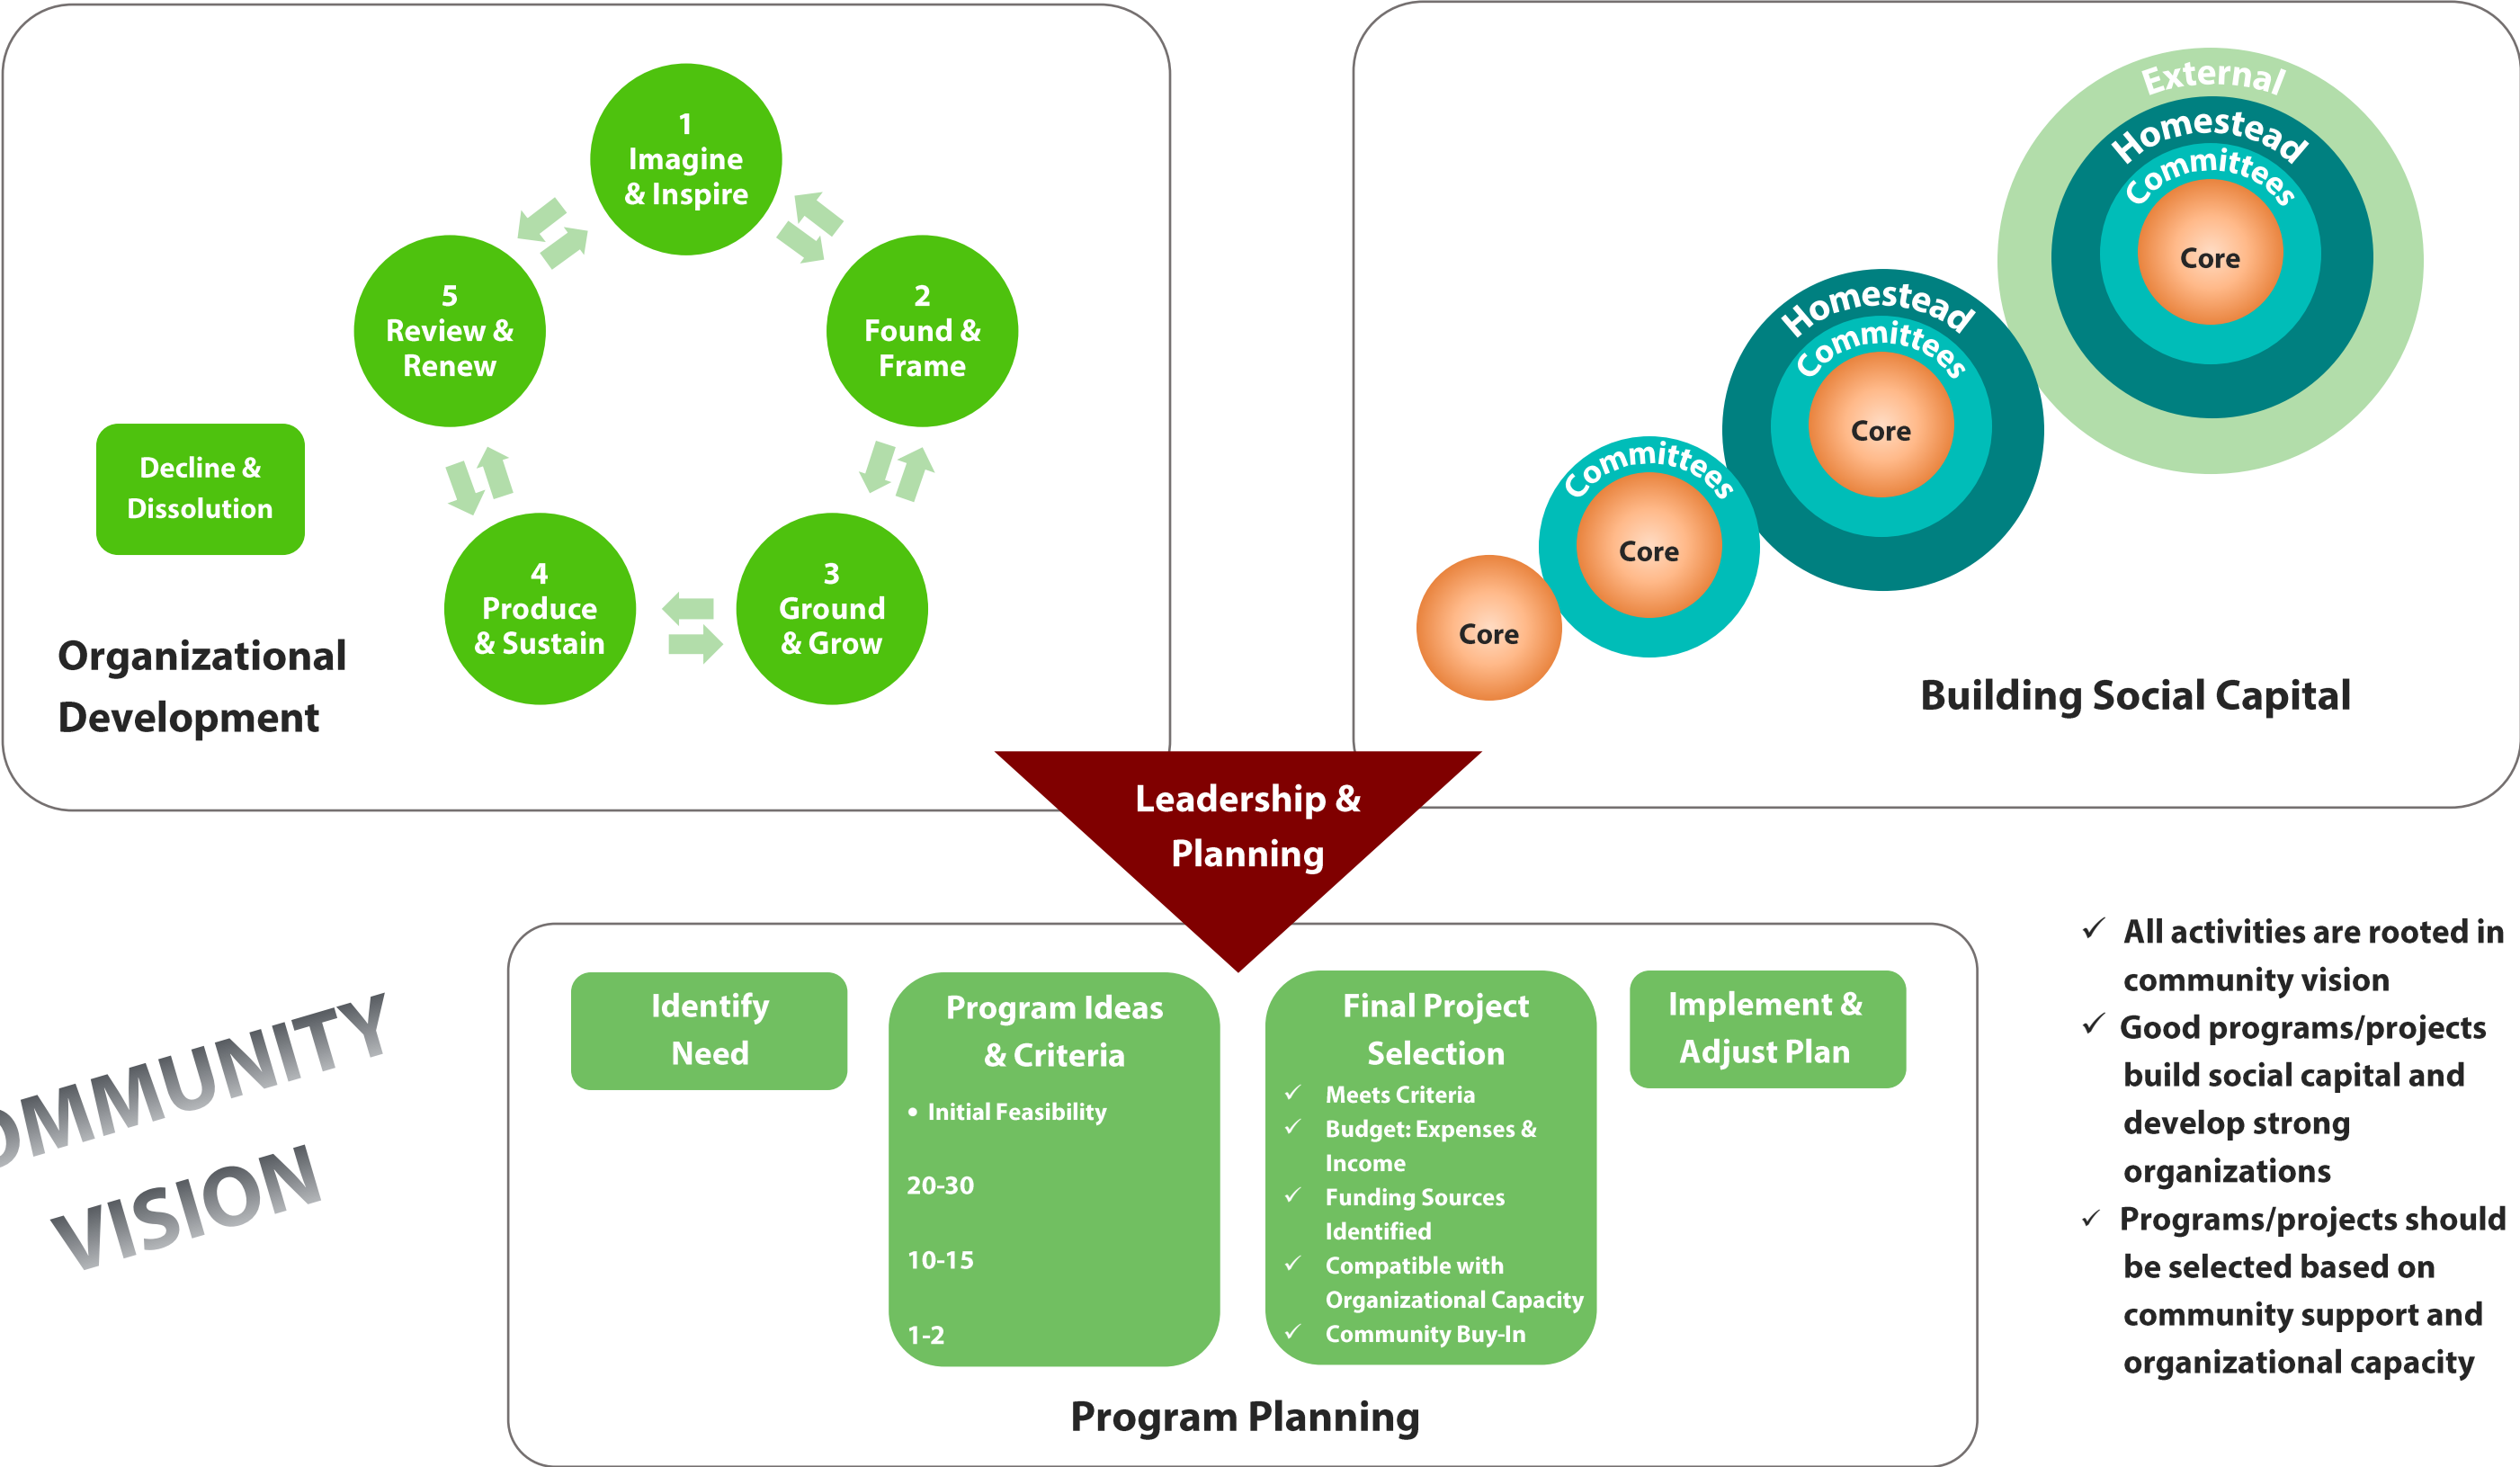 1
Imagine
& Inspire
2
Found &
Frame
3
Ground
& Grow
4
Produce
& Sustain
5
Review &
Renew
Decline &
Dissolution
Organizational
Development
External
Homestead
Committees
Core
Homestead
Committees
Core
Committees
Core
Core
Building Social Capital
Leadership &
Planning
OMMUNITY
VISION
Identify
Need
Program Ideas
& Criteria
• Initial Feasibility
20-30
10-15
1-2
Final Project
Selection
✓ Meets Criteria
✓ Budget: Expenses &
Income
✓ Funding Sources
Identified
✓ Compatible with
Organizational Capacity
✓ Community Buy-In
Implement &
Adjust Plan
Program Planning
✓ All activities are rooted in
community vision
✓ Good programs/projects
build social capital and
develop strong
organizations
✓ Programs/projects should
be selected based on
community support and
organizational capacity